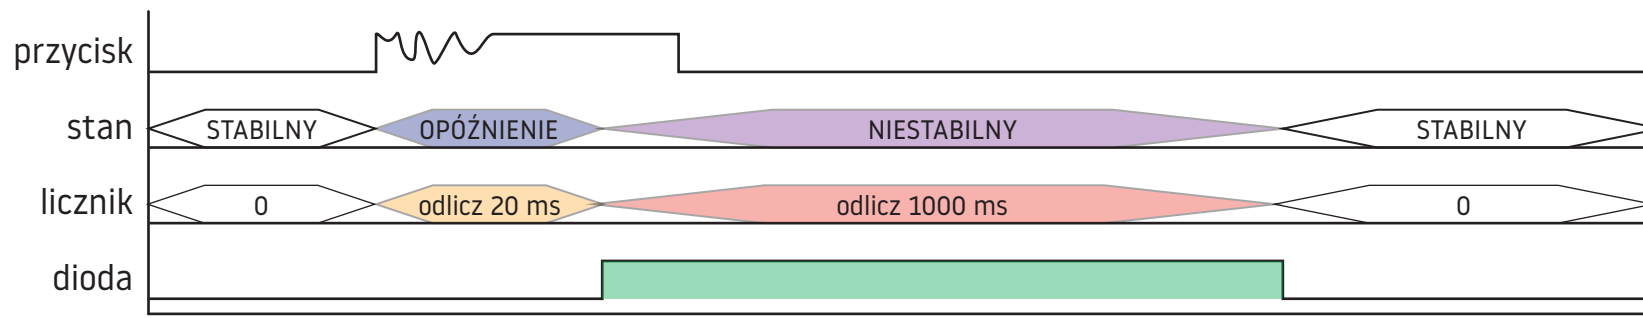 przycisk
stan STABILNY OPÓŹNIENIE NIESTABILNY STABILNY
licznik 0 odlicz 20 ms odlicz 1000 ms 0
dioda